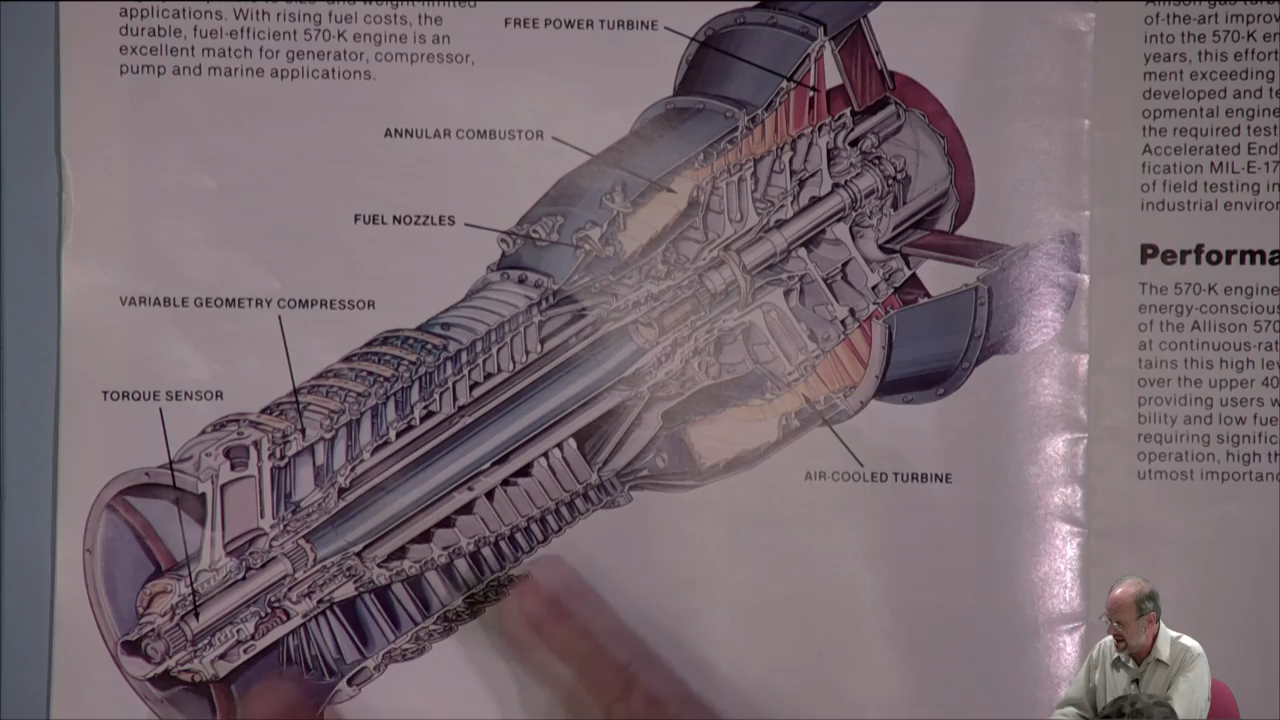 applications. With rising fuel costs, the
durable, fuel-efficient 570-K engine is an
excellent match for generator, compressor,
pump and marine applications.
FREE POWER TURBINE
ANNULAR COMBUSTOR
FUEL NOZZLES
VARIABLE GEOMETRY COMPRESSOR
TORQUE SENSOR
AIR-COOLED TURBINE
of-the-art improv
into the 570-K en
years, this effort
ment exceeding
developed and te
opmental engine
the required test
Accelerated End
fication MIL-E-17
of field testing in
industrial enviror
Performa
The 570-K engine
energy-conscious
of the Allison 570
at continuous-rat
tains this high lev
over the upper 40
providing users w
bility and low fue
requiring signific
operation, high th
utmost importanc